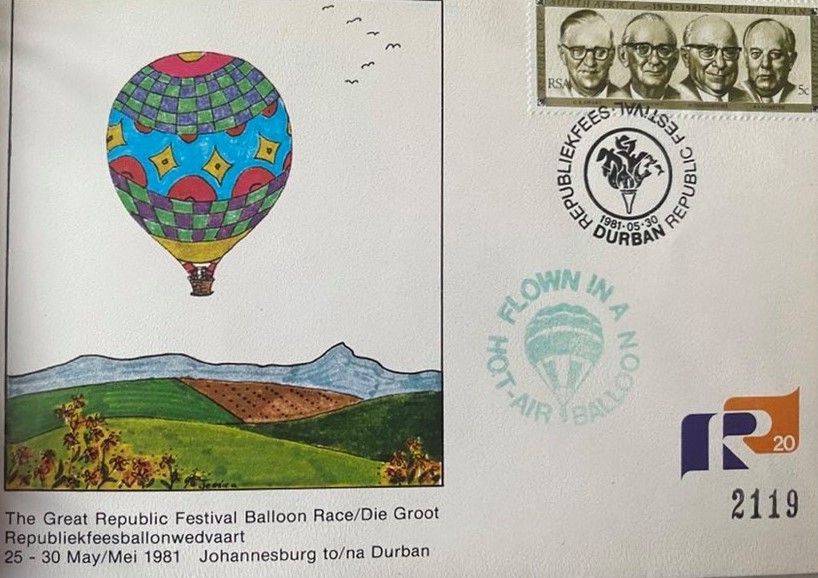 SOUTH AFRICA · 1961-1981 · REPUBLIEK VAN
RSA 5c
C.R. SWART
REPUBLIEKFEES · REPUBLIC FESTIVAL
1981-05-30
DURBAN
FLOWN IN A
HOT-AIR BALLOON
R 20
2119
Jessica
The Great Republic Festival Balloon Race/Die Groot
Republiekfeesballonwedvaart
25 - 30 May/Mei 1981 Johannesburg to/na Durban